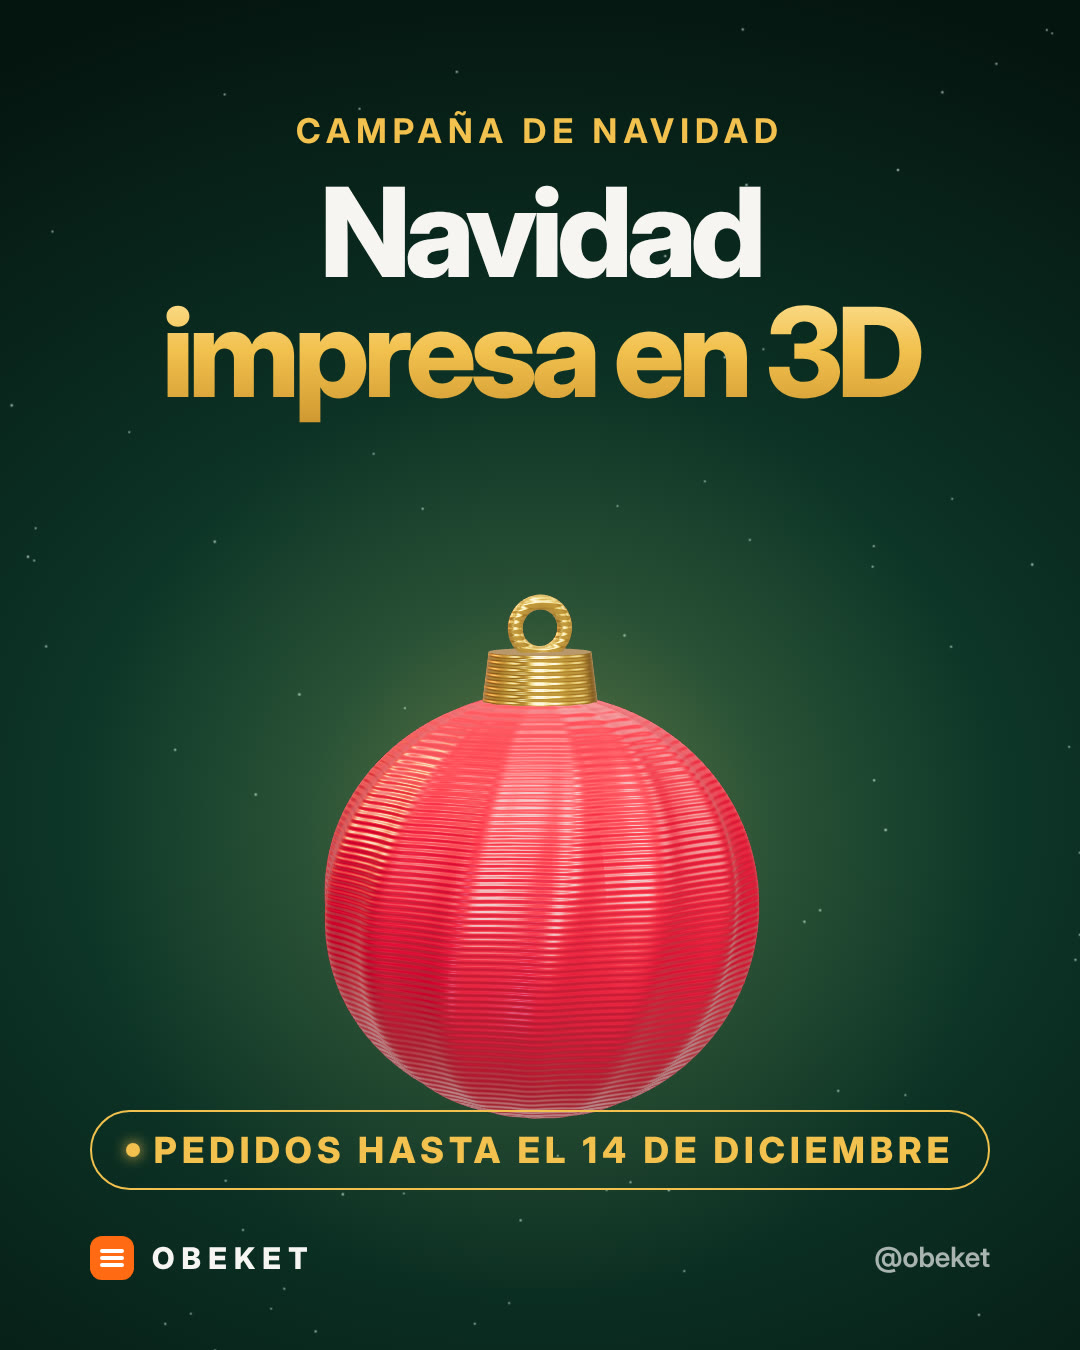 CAMPAÑA DE NAVIDAD
Navidad
impresa en 3D
PEDIDOS HASTA EL 14 DE DICIEMBRE
OBEKET
@obeket